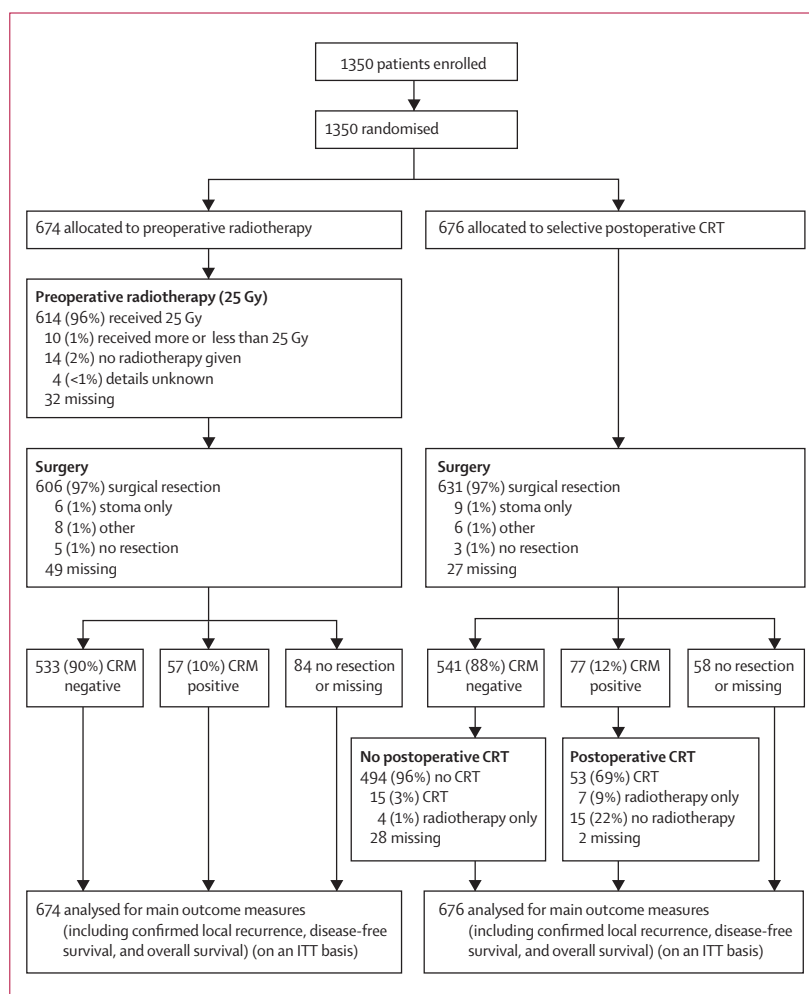 1350 patients enrolled
1350 randomised
674 allocated to preoperative radiotherapy
676 allocated to selective postoperative CRT
Preoperative radiotherapy (25 Gy)
614 (96%) received 25 Gy
10 (1%) received more or less than 25 Gy
14 (2%) no radiotherapy given
4 (<1%) details unknown
32 missing
Surgery
606 (97%) surgical resection
6 (1%) stoma only
8 (1%) other
5 (1%) no resection
49 missing
Surgery
631 (97%) surgical resection
9 (1%) stoma only
6 (1%) other
3 (1%) no resection
27 missing
533 (90%) CRM
negative
57 (10%) CRM
positive
84 no resection
or missing
541 (88%) CRM
negative
77 (12%) CRM
positive
58 no resection
or missing
No postoperative CRT
494 (96%) no CRT
15 (3%) CRT
4 (1%) radiotherapy only
28 missing
Postoperative CRT
53 (69%) CRT
7 (9%) radiotherapy only
15 (22%) no radiotherapy
2 missing
674 analysed for main outcome measures
(including confirmed local recurrence, disease-free
survival, and overall survival) (on an ITT basis)
676 analysed for main outcome measures
(including confirmed local recurrence, disease-free
survival, and overall survival) (on an ITT basis)